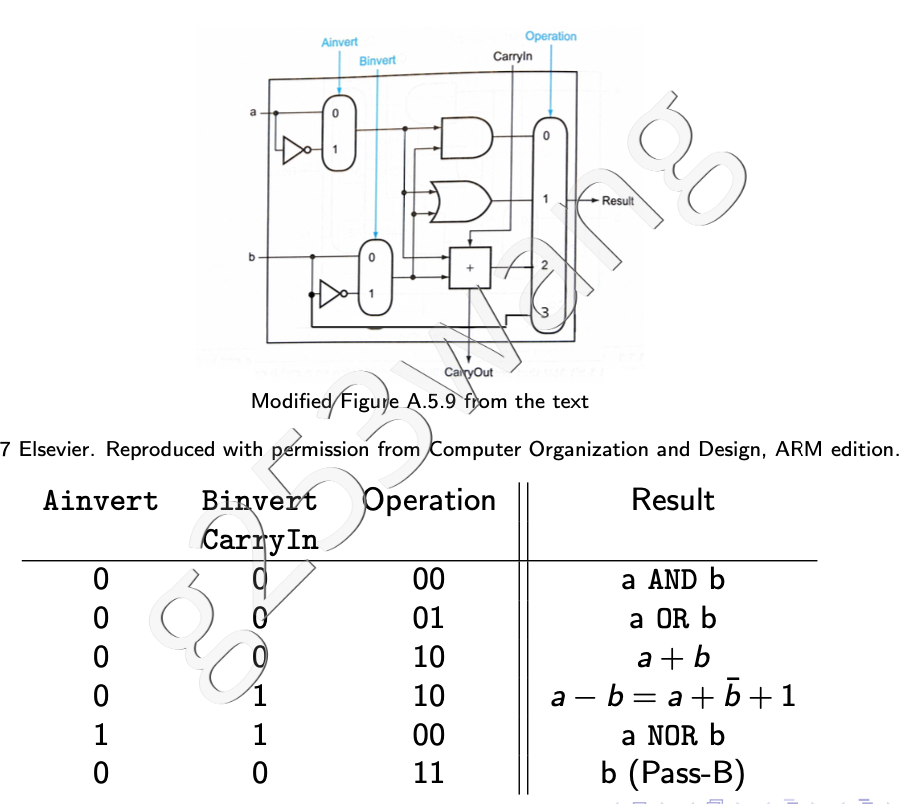 Ainvert
Operation
Binvert
CarryIn
a
0
1
0
1
Result
b
0
1
+
2
3
CarryOut
Modified Figure A.5.9 from the text
7 Elsevier. Reproduced with permission from Computer Organization and Design, ARM edition.
Ainvert Binvert Operation Result
CarryIn
0 0 00 a AND b
0 0 01 a OR b
0 0 10 a + b
0 1 10 a − b = a + b̄ + 1
1 1 00 a NOR b
0 0 11 b (Pass-B)
g253wang